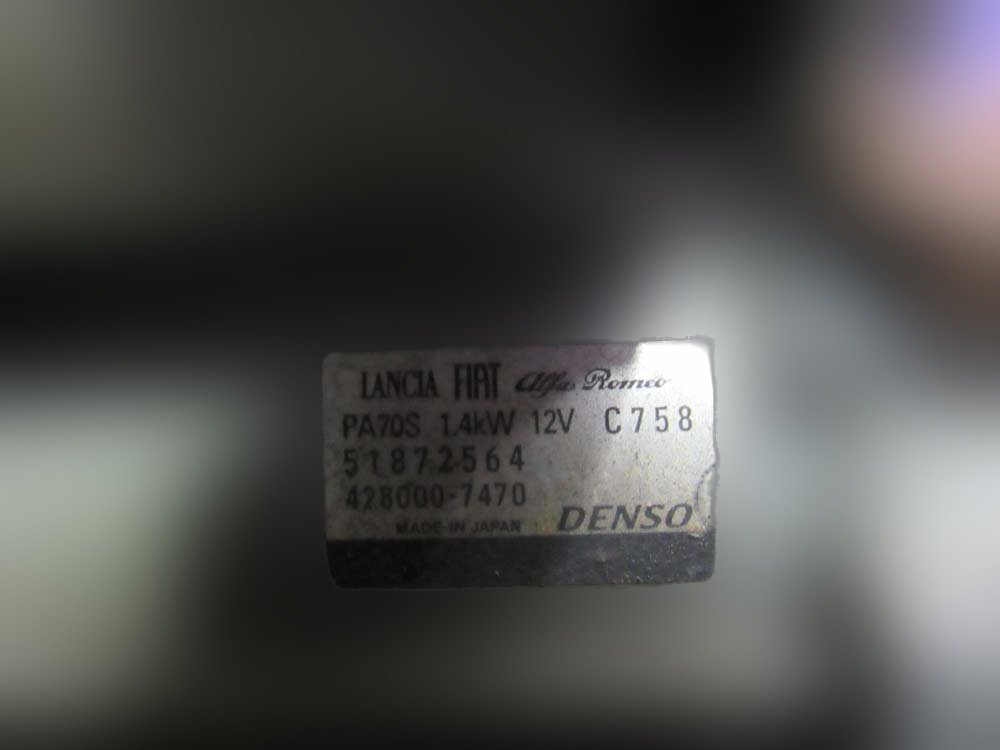 LANCIA FIAT Alfa Romeo
PA70S 1.4kW 12V C758
51872564
428000-7470
MADE IN JAPAN DENSO